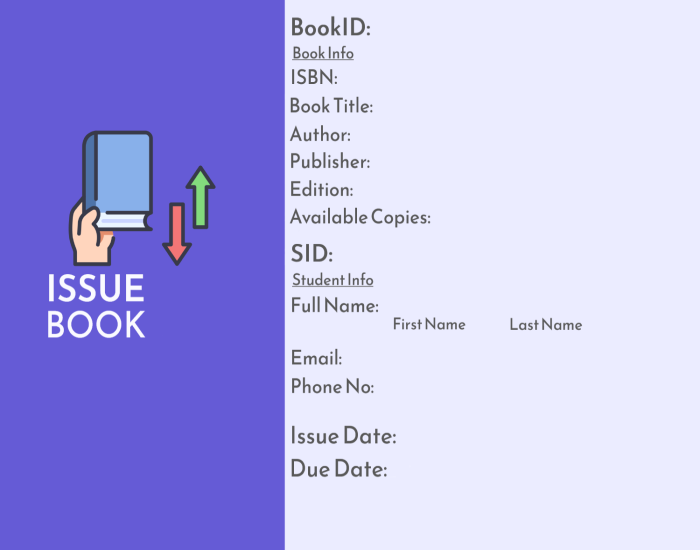 ISSUE
BOOK
BookID:
Book Info
ISBN:
Book Title:
Author:
Publisher:
Edition:
Available Copies:
SID:
Student Info
Full Name:
First Name Last Name
Email:
Phone No:
Issue Date:
Due Date: